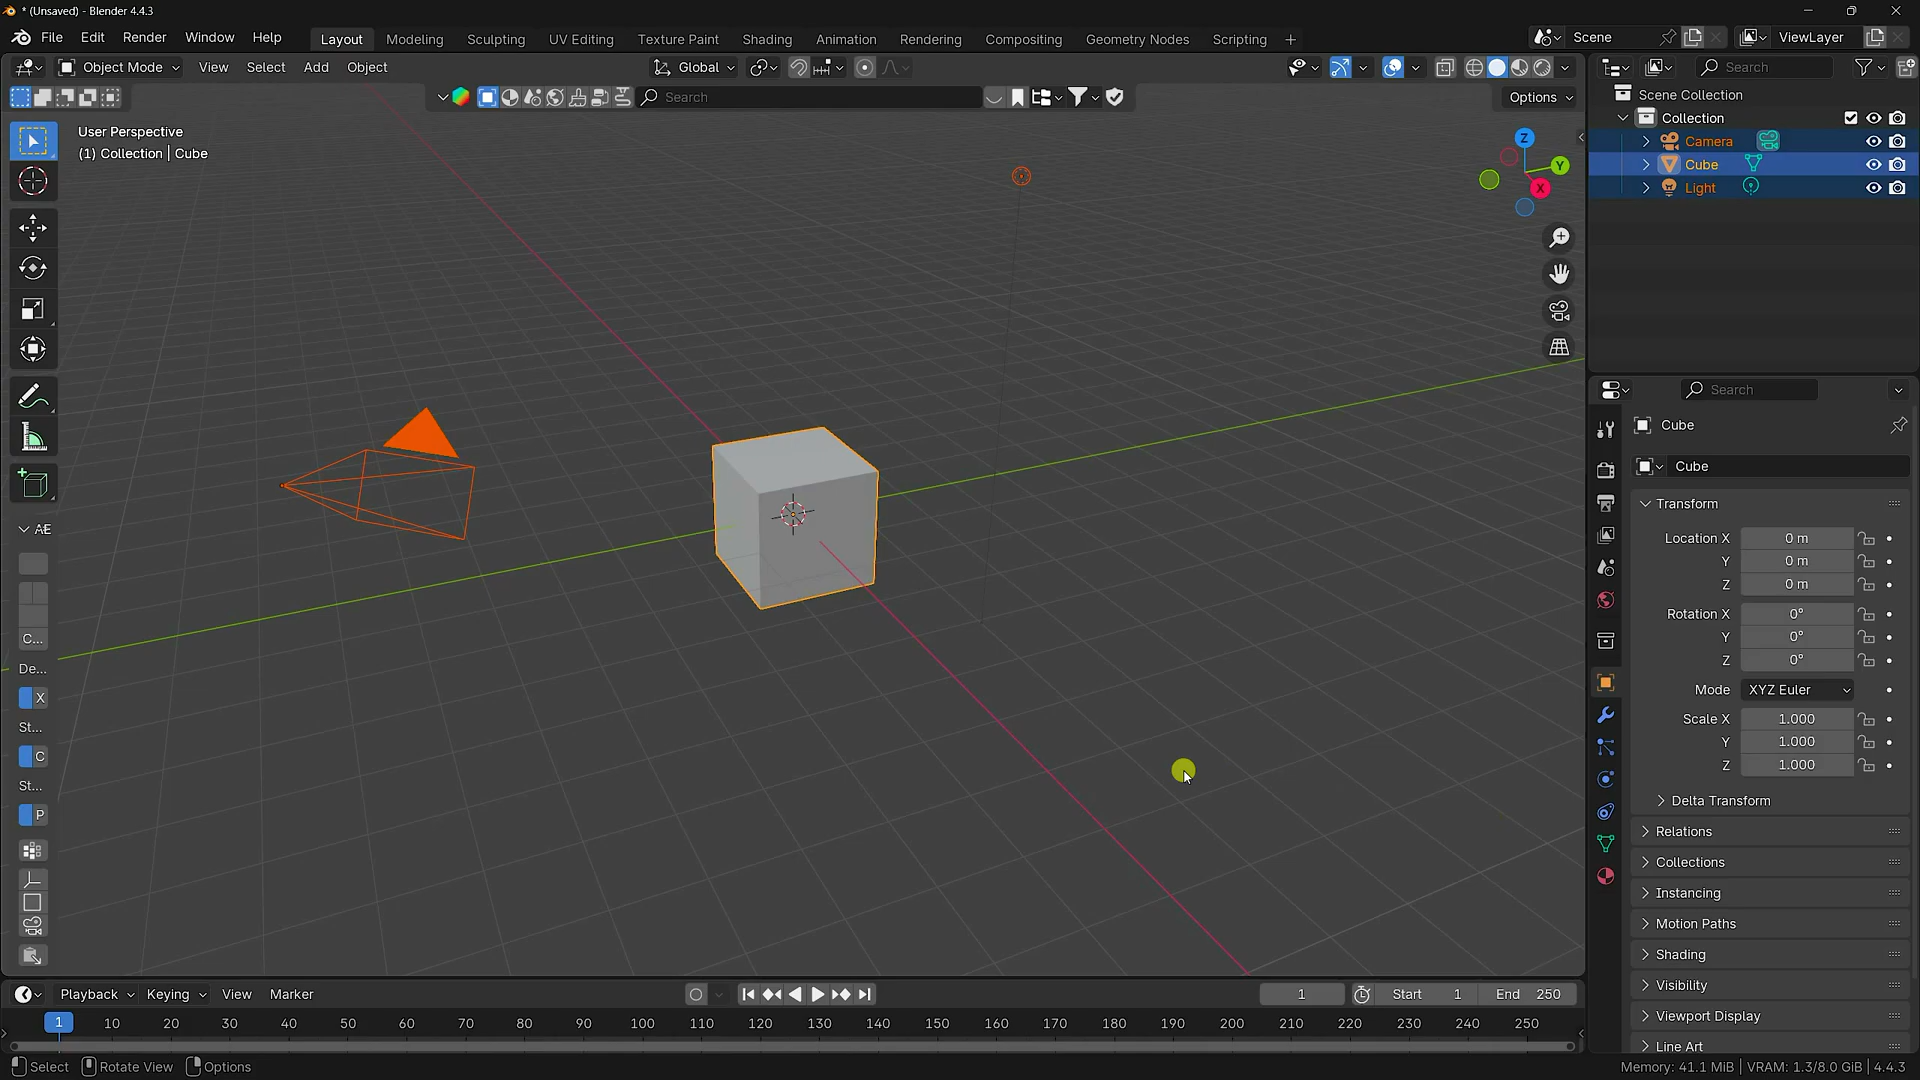 * (Unsaved) - Blender 4.4.3
File Edit Render Window Help Layout Modeling Sculpting UV Editing Texture Paint Shading Animation Rendering Compositing Geometry Nodes Scripting + Scene ViewLayer
Object Mode View Select Add Object Global Search
Search Options
User Perspective
(1) Collection | Cube
Z
Y
X
Scene Collection
Collection
Camera
Cube
Light
AE
C...
De...
X
St...
C
St...
P
Search
Cube
Cube
Transform
Location X 0 m
Y 0 m
Z 0 m
Rotation X 0°
Y 0°
Z 0°
Mode XYZ Euler
Scale X 1.000
Y 1.000
Z 1.000
Delta Transform
Relations
Collections
Instancing
Motion Paths
Shading
Visibility
Viewport Display
Line Art
Playback Keying View Marker 1 Start 1 End 250
1 10 20 30 40 50 60 70 80 90 100 110 120 130 140 150 160 170 180 190 200 210 220 230 240 250
Select Rotate View Options Memory: 41.1 MiB | VRAM: 1.3/8.0 GiB | 4.4.3